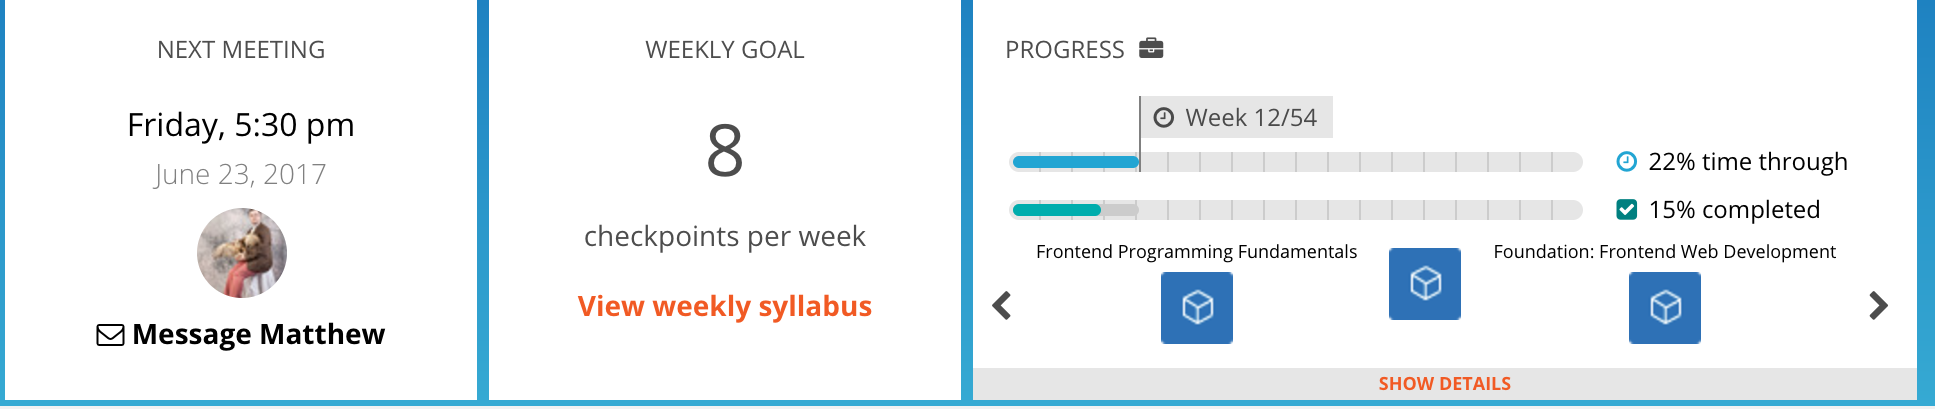 NEXT MEETING
Friday, 5:30 pm
June 23, 2017
Message Matthew
WEEKLY GOAL
8
checkpoints per week
View weekly syllabus
PROGRESS
Week 12/54
22% time through
15% completed
Frontend Programming Fundamentals
Foundation: Frontend Web Development
SHOW DETAILS